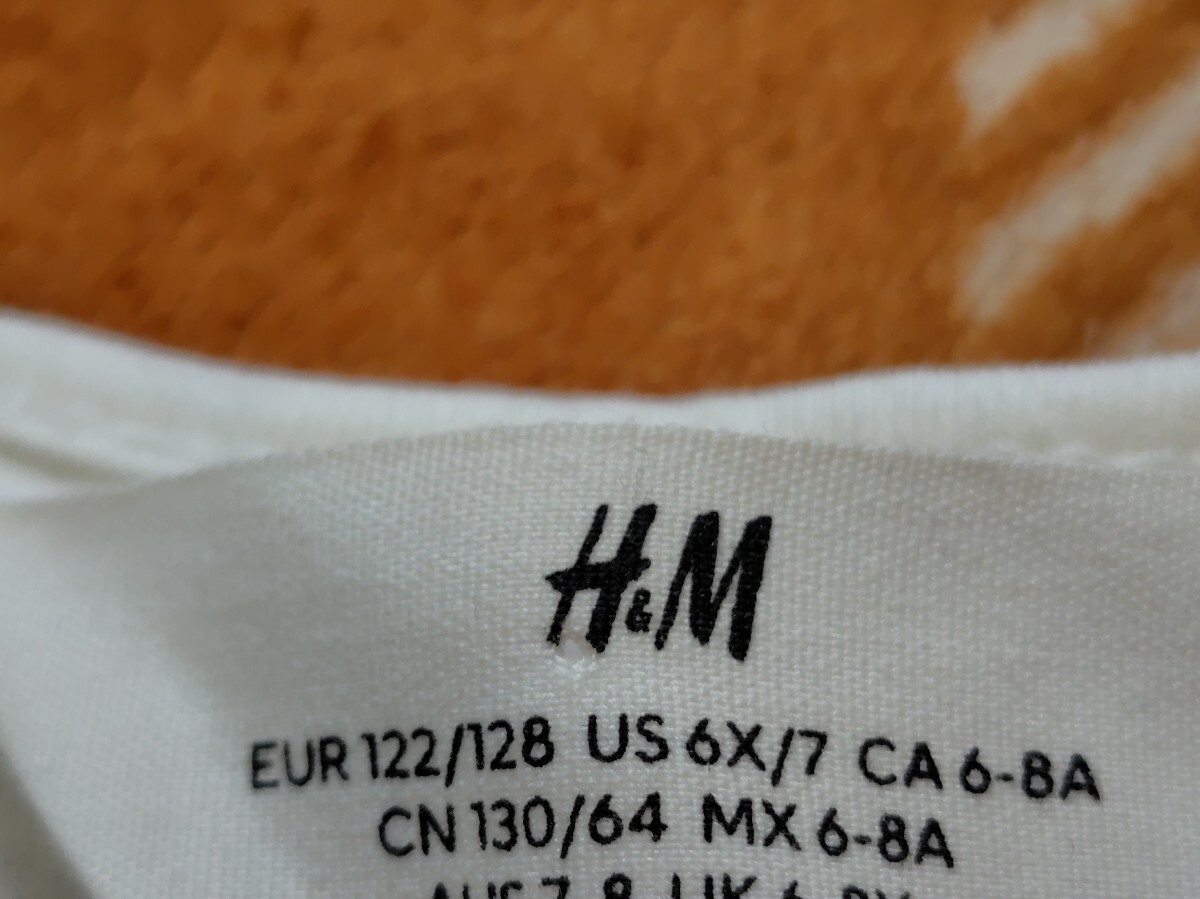 H&M
EUR 122/128 US 6X/7 CA 6-8A
CN 130/64 MX 6-8A